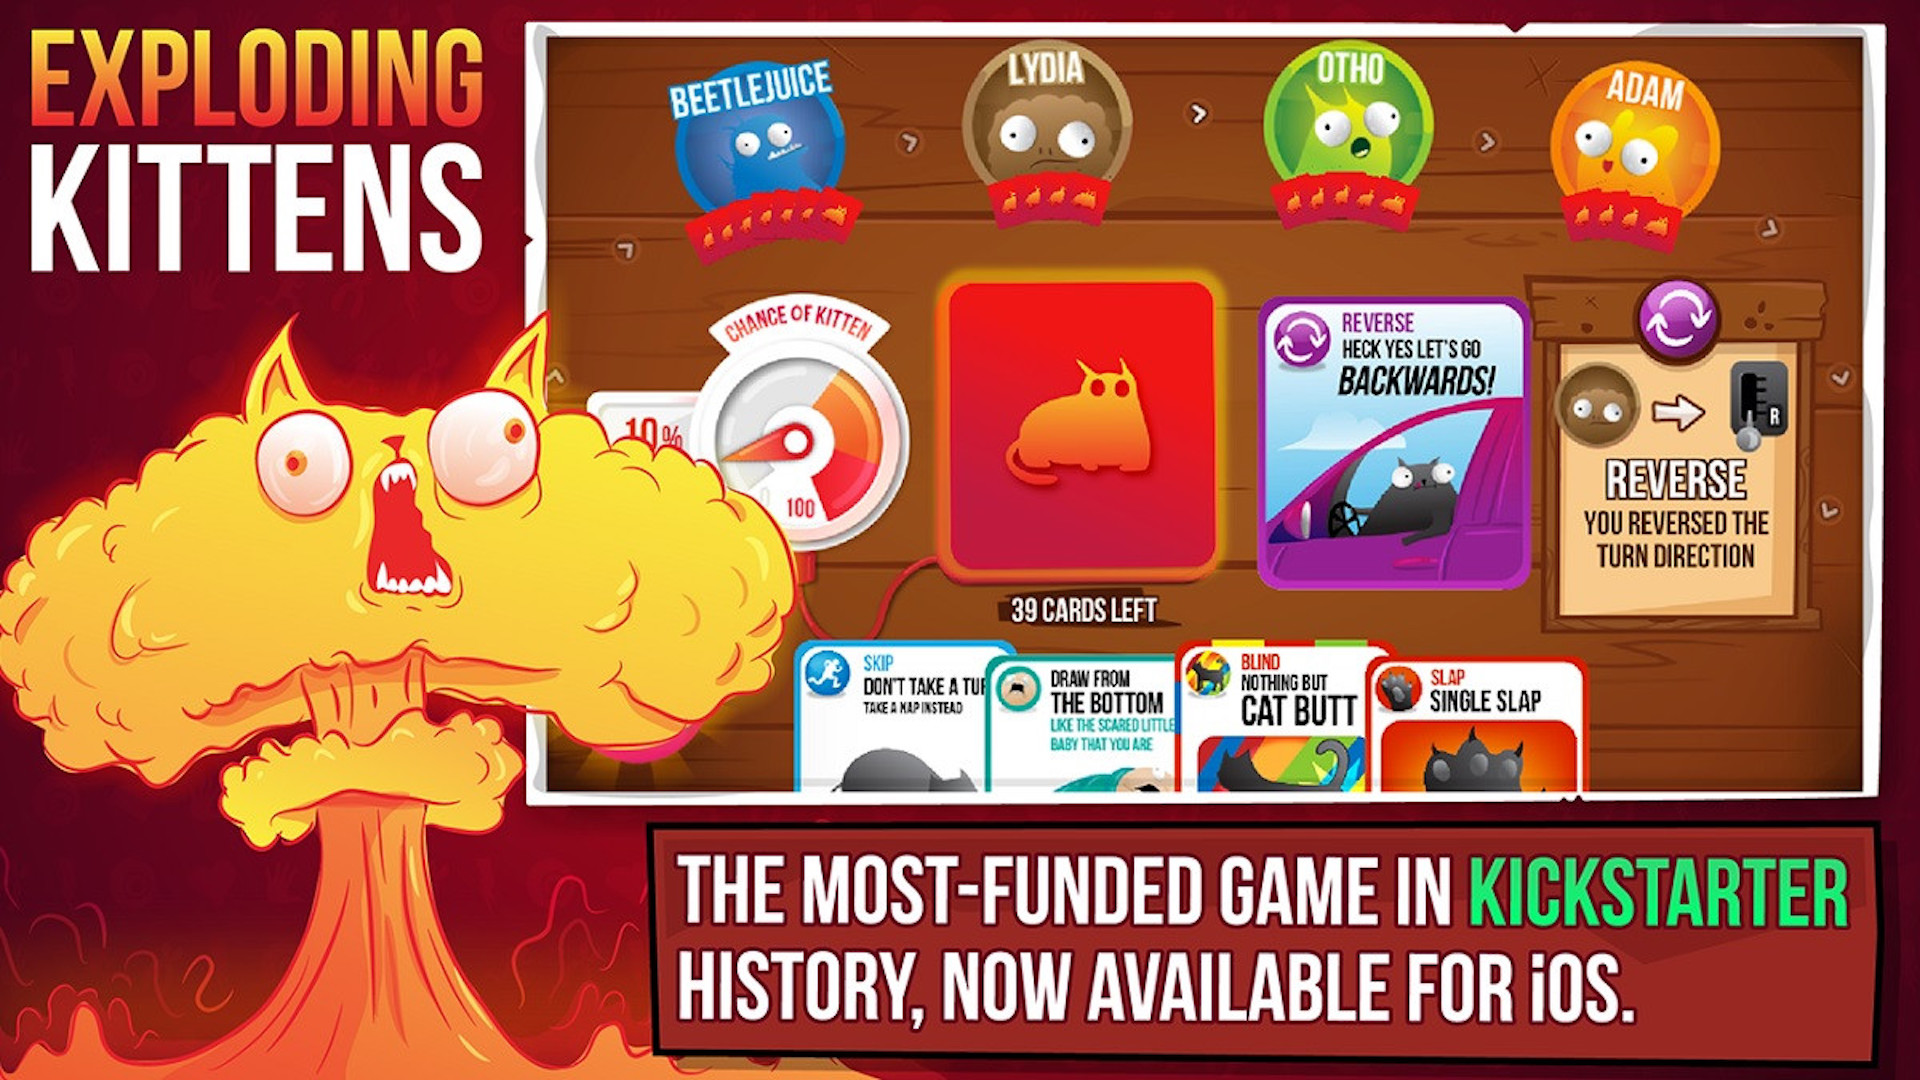 EXPLODING
KITTENS
BEETLEJUICE
LYDIA
OTHO
ADAM
CHANCE OF KITTEN
10%
0
100
39 CARDS LEFT
REVERSE
HECK YES LET'S GO
BACKWARDS!
R
REVERSE
YOU REVERSED THE
TURN DIRECTION
SKIP
DON'T TAKE A TUR
TAKE A NAP INSTEAD
DRAW FROM
THE BOTTOM
LIKE THE SCARED LITTLE
BABY THAT YOU ARE
BLIND
NOTHING BUT
CAT BUTT
SLAP
SINGLE SLAP
THE MOST-FUNDED GAME IN KICKSTARTER
HISTORY, NOW AVAILABLE FOR iOS.